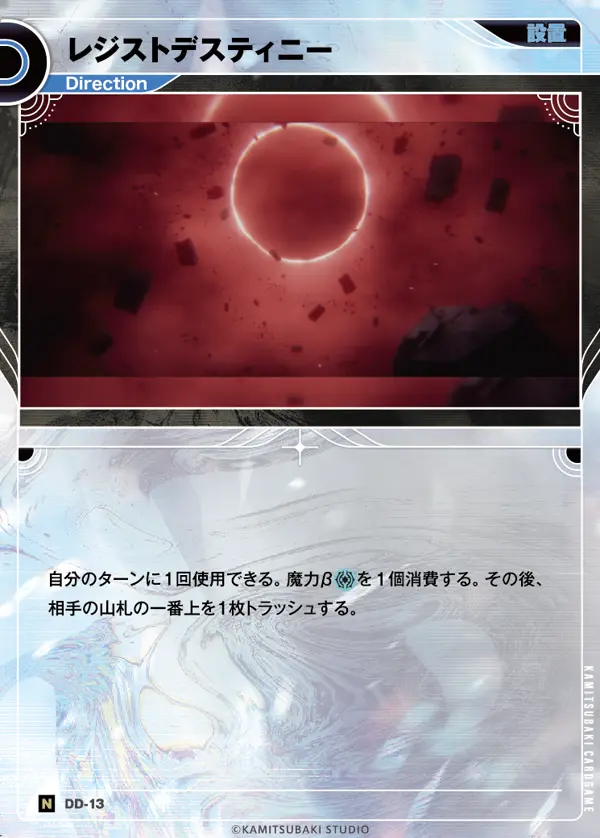 設置
レジストデスティニー
Direction
自分のターンに1回使用できる。魔力βを1個消費する。その後、
相手の山札の一番上を1枚トラッシュする。
KAMITSUBAKI CARDGAME
N DD-13
©KAMITSUBAKI STUDIO